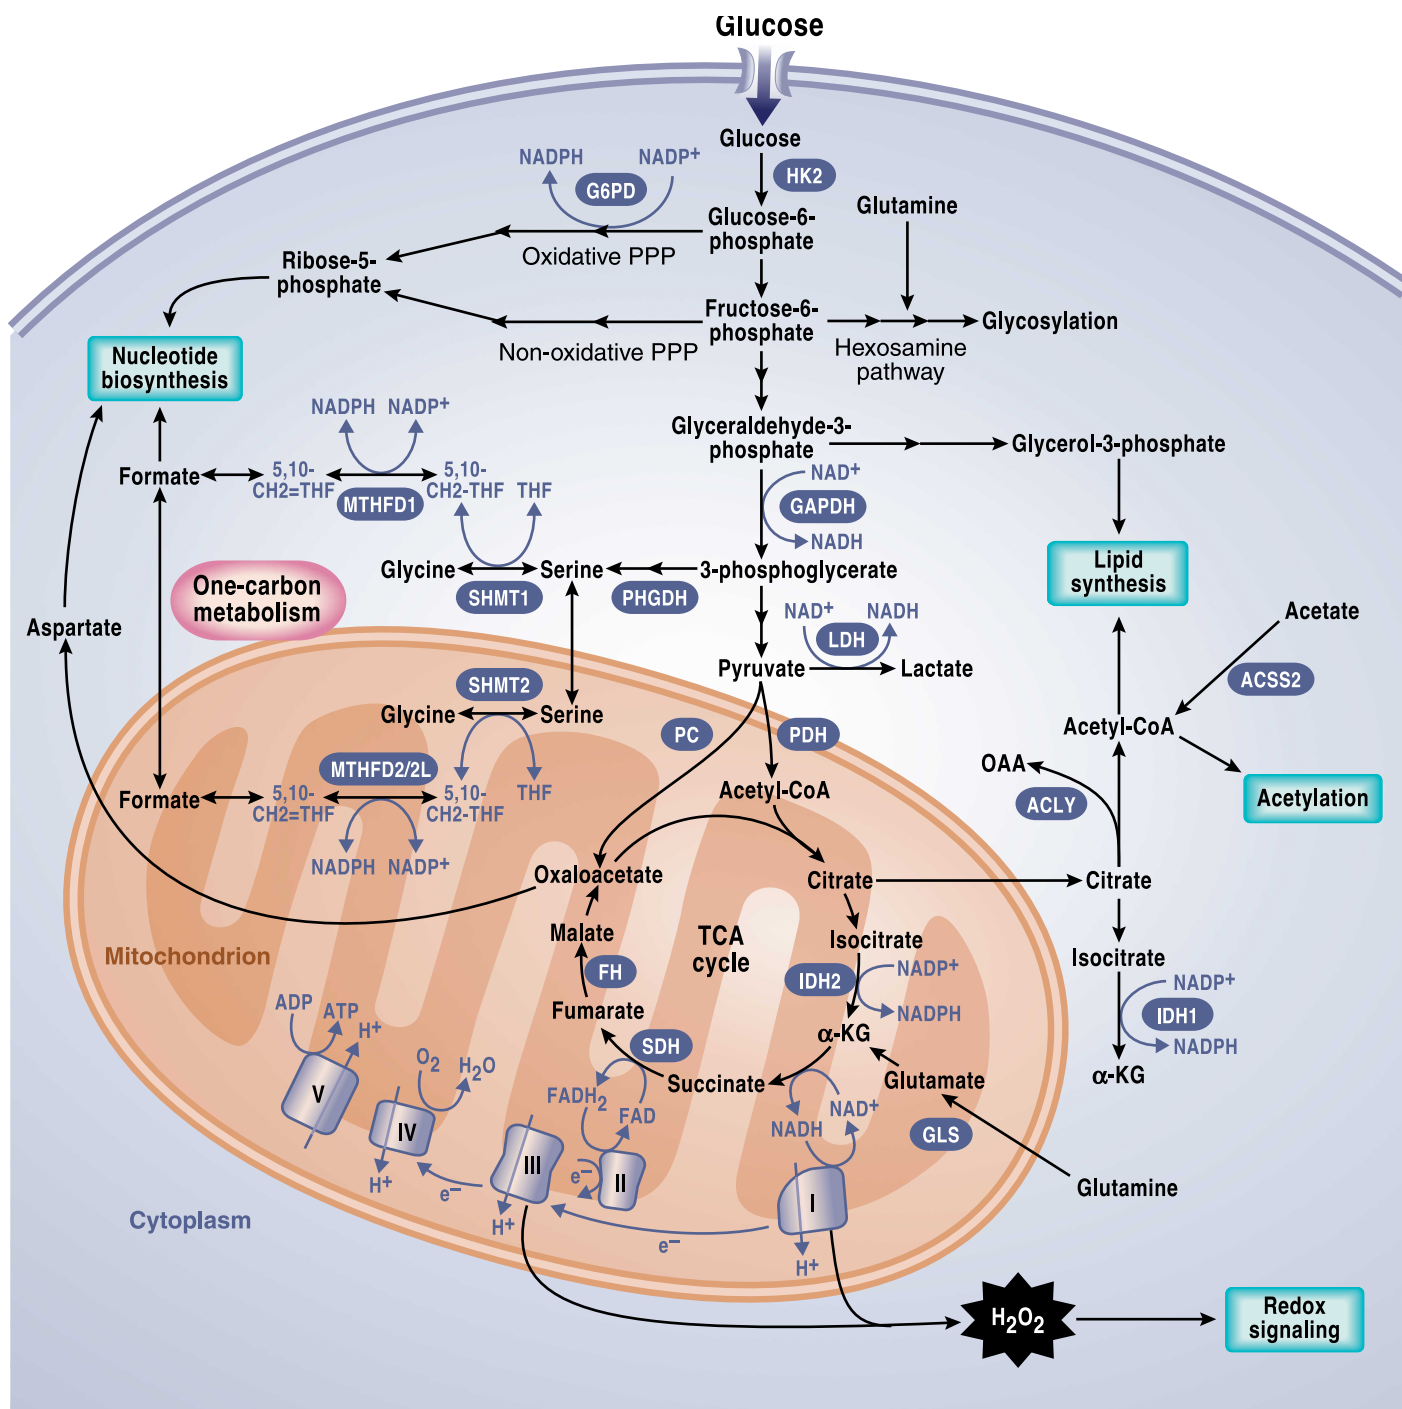 Glucose
Glucose
NADPH
NADP+
G6PD
HK2
Glucose-6-
phosphate
Glutamine
Oxidative PPP
Ribose-5-
phosphate
Fructose-6-
phosphate
Glycosylation
Non-oxidative PPP
Hexosamine
pathway
Nucleotide
biosynthesis
NADPH
NADP+
Glyceraldehyde-3-
phosphate
Glycerol-3-phosphate
Formate
5,10-
CH2=THF
MTHFD1
5,10-
CH2-THF
THF
NAD+
GAPDH
NADH
Glycine
Serine
3-phosphoglycerate
SHMT1
PHGDH
Lipid
synthesis
One-carbon
metabolism
Aspartate
NAD+
NADH
LDH
Acetate
Pyruvate
Lactate
SHMT2
Glycine
Serine
ACSS2
PC
PDH
Acetyl-CoA
MTHFD2/2L
OAA
Formate
5,10-
CH2=THF
5,10-
CH2-THF
THF
Acetyl-CoA
ACLY
Acetylation
NADPH
NADP+
Oxaloacetate
Citrate
Citrate
Malate
TCA
cycle
Isocitrate
Isocitrate
Mitochondrion
FH
IDH2
NADP+
NADPH
NADP+
IDH1
NADPH
ADP
ATP
H+
Fumarate
α-KG
SDH
O2
H2O
Succinate
Glutamate
α-KG
V
FADH2
FAD
NAD+
NADH
IV
GLS
III
e−
II
I
Glutamine
H+
e−
Cytoplasm
H+
e−
H+
H2O2
Redox
signaling